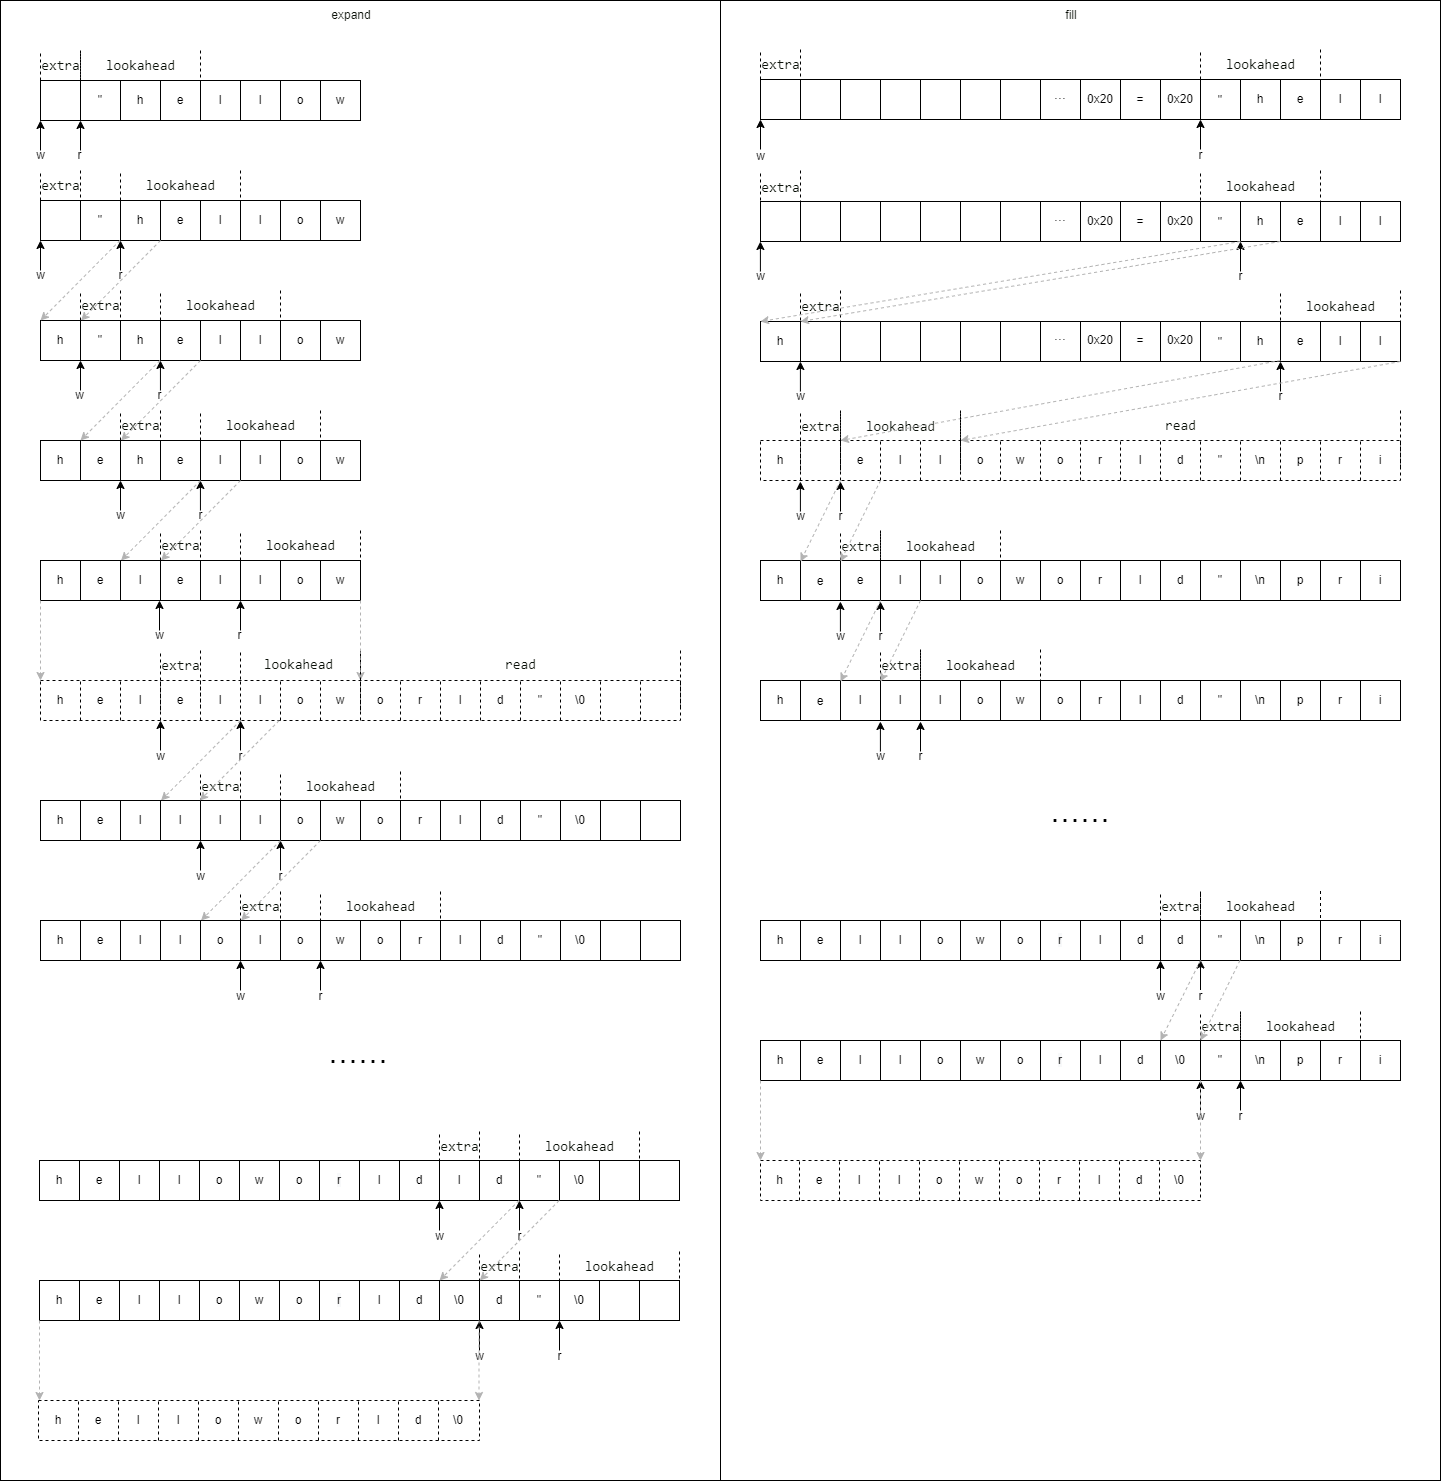 expand
extra lookahead
" h e l l o w
w r
extra lookahead
" h e l l o w
w r
extra lookahead
h " h e l l o w
w r
extra lookahead
h e h e l l o w
w r
extra lookahead
h e l e l l o w
w r
extra lookahead read
h e l e l l o w o r l d " \0
w r
extra lookahead
h e l l l l o w o r l d " \0
w r
extra lookahead
h e l l o l o w o r l d " \0
w r
......
extra lookahead
h e l l o w o r l d l d " \0
w r
extra lookahead
h e l l o w o r l d \0 d " \0
w r
h e l l o w o r l d \0
fill
extra lookahead
... 0x20 = 0x20 " h e l l
w r
extra lookahead
... 0x20 = 0x20 " h e l l
w r
extra lookahead
h ... 0x20 = 0x20 " h e l l
w r
extra lookahead read
h e l l o w o r l d " \n p r i
w r
extra lookahead
h e e l l o w o r l d " \n p r i
w r
extra lookahead
h e l l l o w o r l d " \n p r i
w r
......
extra lookahead
h e l l o w o r l d d " \n p r i
w r
extra lookahead
h e l l o w o r l d \0 " \n p r i
w r
h e l l o w o r l d \0